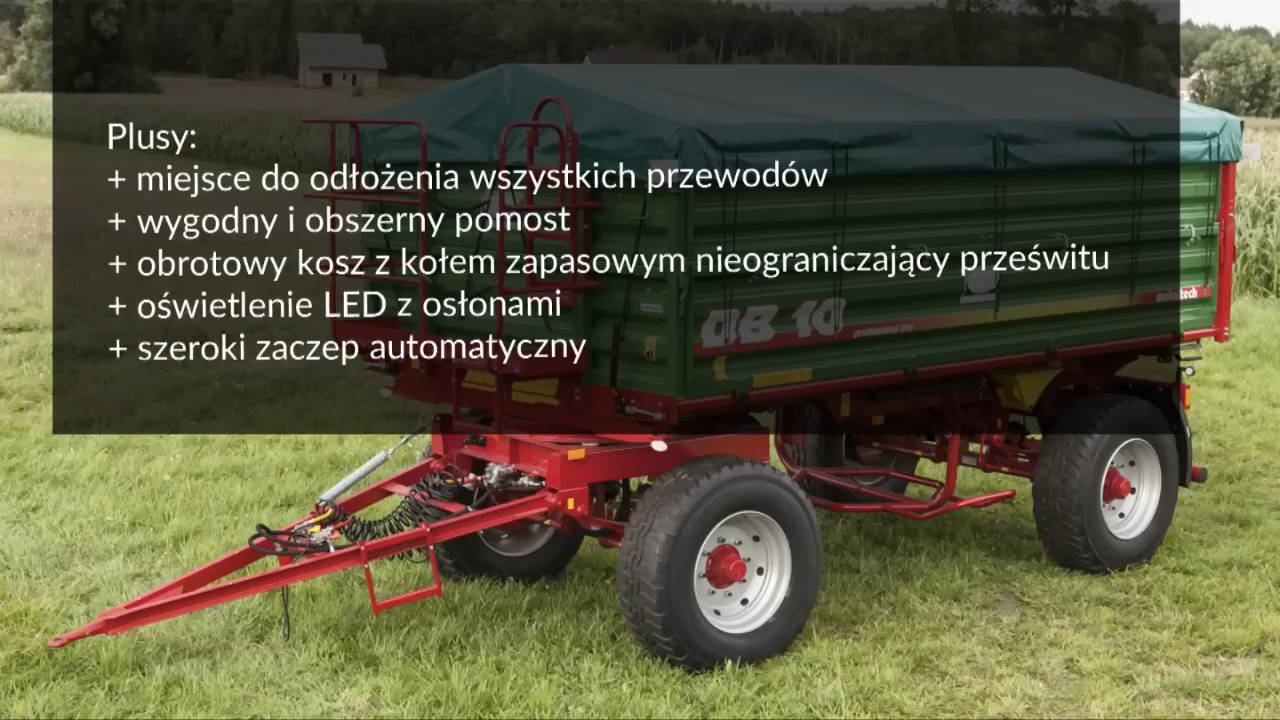 Plusy:
+ miejsce do odłożenia wszystkich przewodów
+ wygodny i obszerny pomost
+ obrotowy kosz z kołem zapasowym nieograniczający prześwitu
+ oświetlenie LED z osłonami
+ szeroki zaczep automatyczny
DB 10